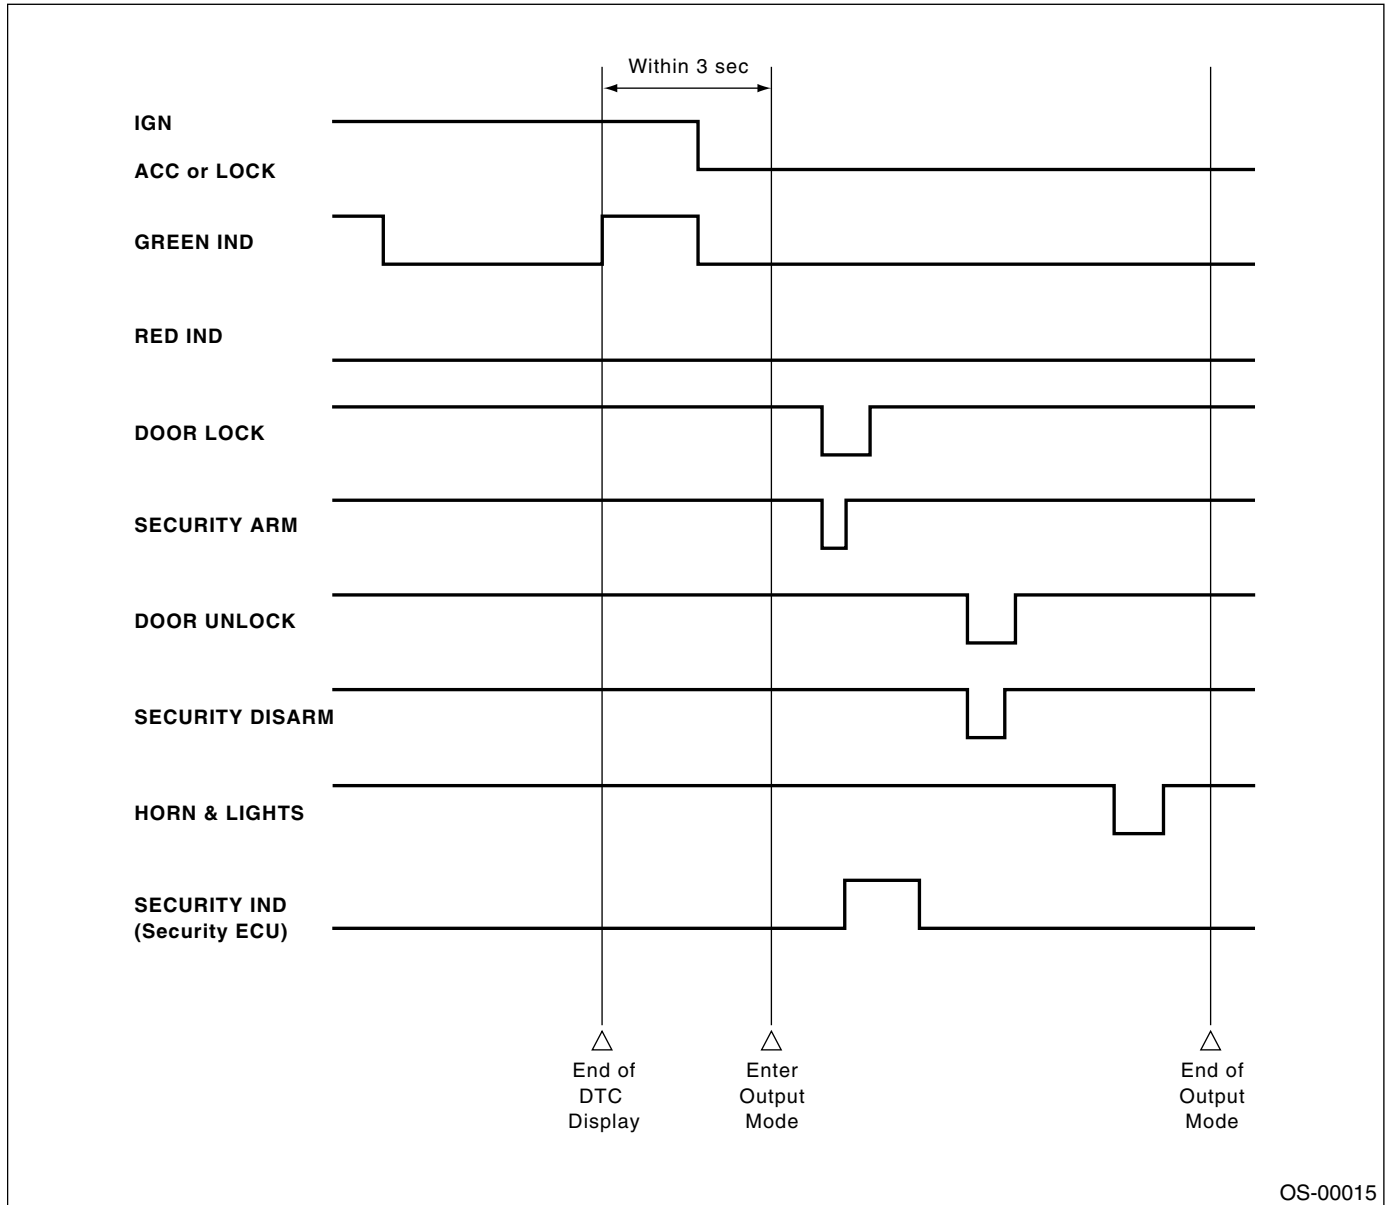 Within 3 sec
IGN
ACC or LOCK
GREEN IND
RED IND
DOOR LOCK
SECURITY ARM
DOOR UNLOCK
SECURITY DISARM
HORN & LIGHTS
SECURITY IND
(Security ECU)
End of
DTC
Display
Enter
Output
Mode
End of
Output
Mode
OS-00015